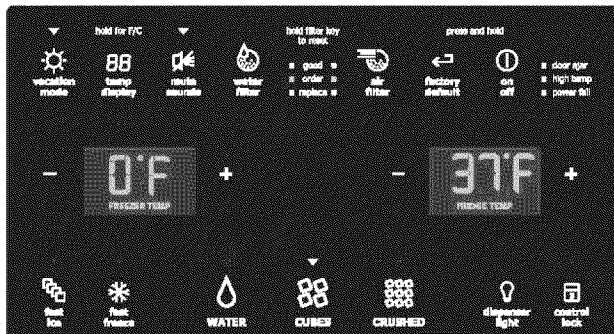 hold for F/C
hold filter key
to reset
press and hold
vacation
mode
88
temp
display
mute
sounds
water
filter
good
order
replace
air
filter
factory
default
on
off
door ajar
high temp
power fail
− 0°F +
FREEZER TEMP
− 37°F +
FRIDGE TEMP
fast
ice
fast
freeze
WATER
CUBES
CRUSHED
dispenser
light
control
lock